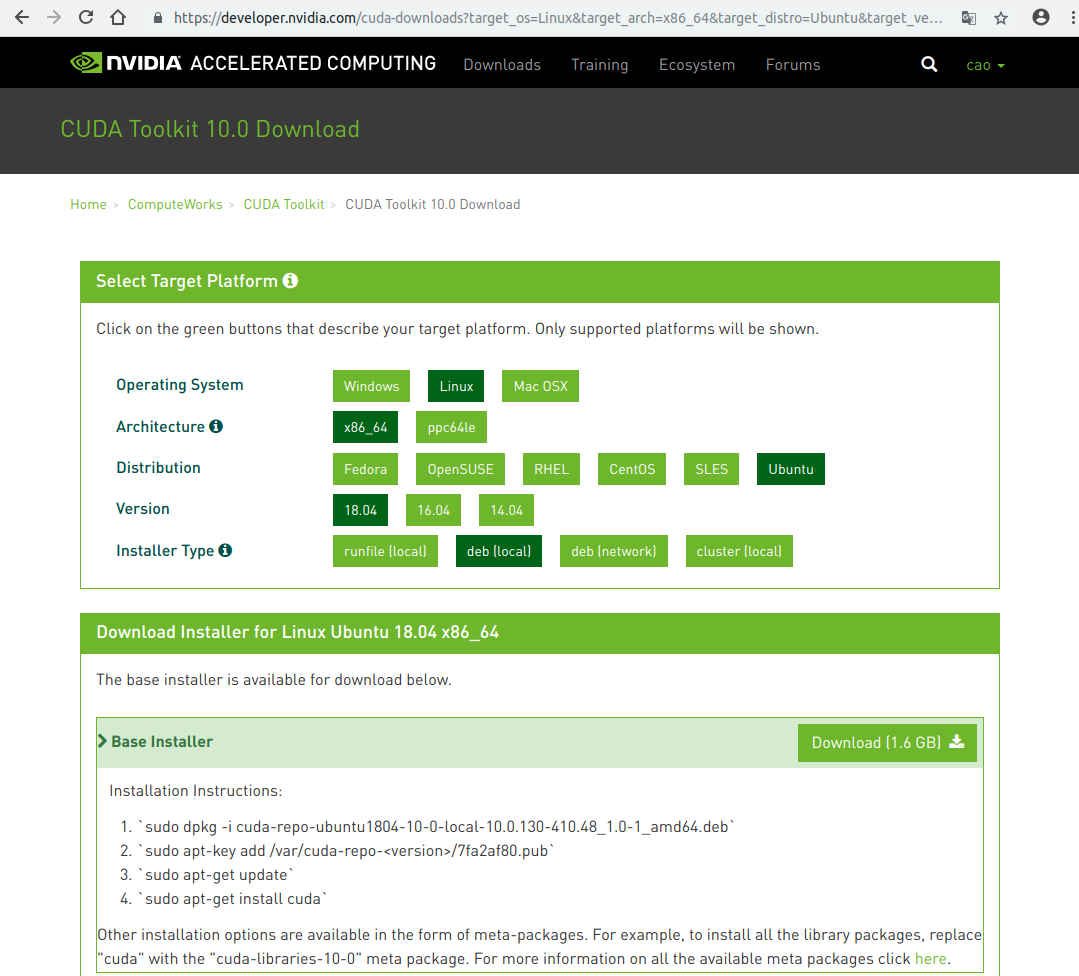 https://developer.nvidia.com/cuda-downloads?target_os=Linux&target_arch=x86_64&target_distro=Ubuntu&target_ve...
NVIDIA ACCELERATED COMPUTING Downloads Training Ecosystem Forums cao
CUDA Toolkit 10.0 Download
Home > ComputeWorks > CUDA Toolkit > CUDA Toolkit 10.0 Download
Select Target Platform
Click on the green buttons that describe your target platform. Only supported platforms will be shown.
Operating System Windows Linux Mac OSX
Architecture x86_64 ppc64le
Distribution Fedora OpenSUSE RHEL CentOS SLES Ubuntu
Version 18.04 16.04 14.04
Installer Type runfile (local) deb (local) deb (network) cluster (local)
Download Installer for Linux Ubuntu 18.04 x86_64
The base installer is available for download below.
Base Installer Download (1.6 GB)
Installation Instructions:
1. `sudo dpkg -i cuda-repo-ubuntu1804-10-0-local-10.0.130-410.48_1.0-1_amd64.deb`
2. `sudo apt-key add /var/cuda-repo-<version>/7fa2af80.pub`
3. `sudo apt-get update`
4. `sudo apt-get install cuda`
Other installation options are available in the form of meta-packages. For example, to install all the library packages, replace
"cuda" with the "cuda-libraries-10-0" meta package. For more information on all the available meta packages click here.